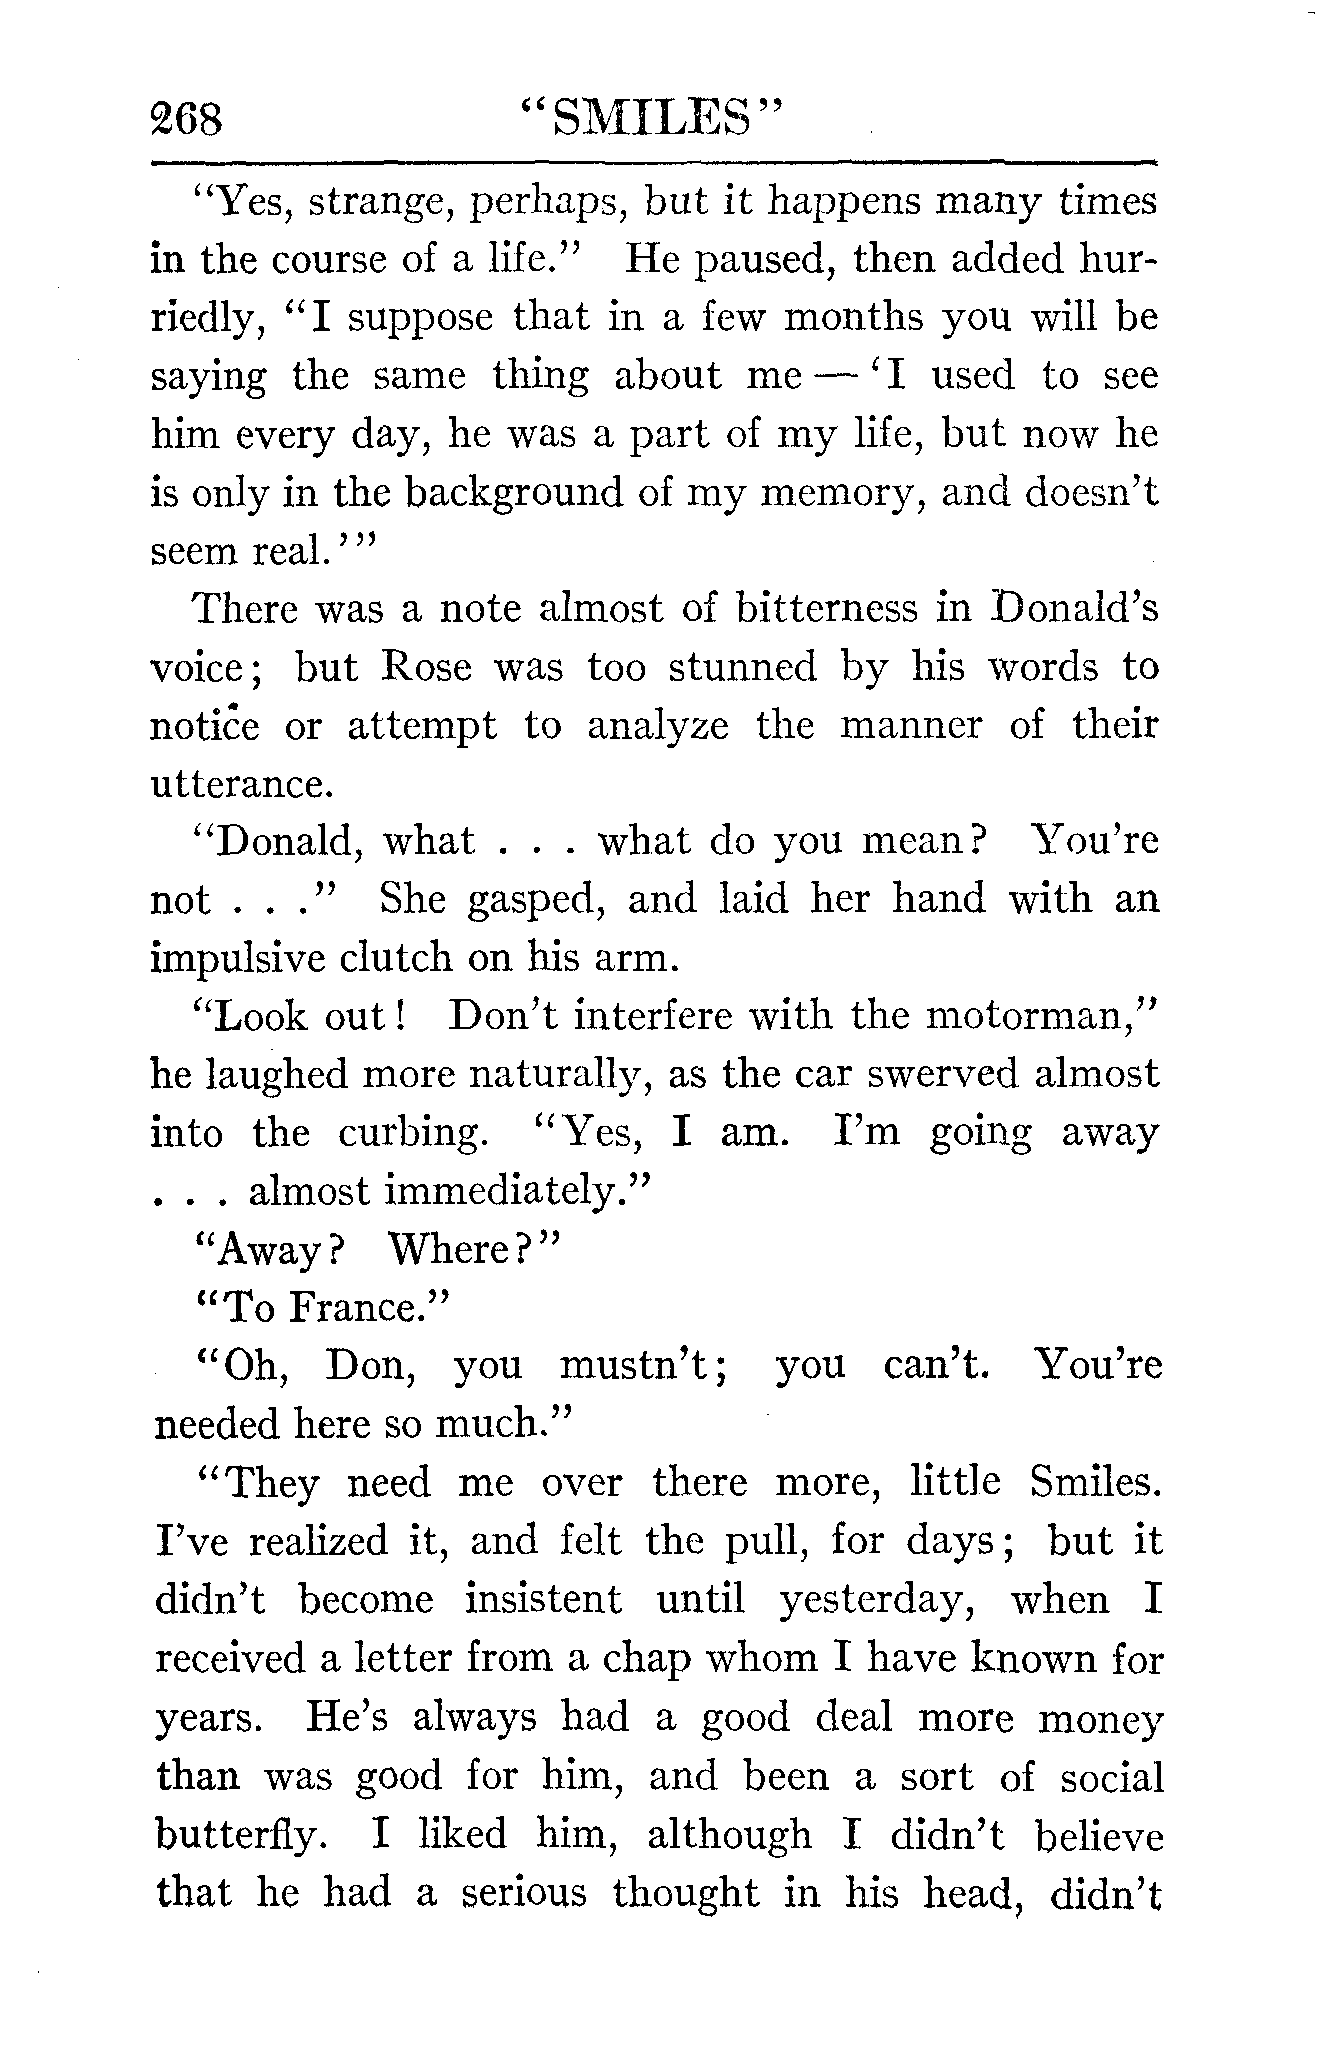 268 "SMILES"
"Yes, strange, perhaps, but it happens many times
in the course of a life." He paused, then added hur-
riedly, "I suppose that in a few months you will be
saying the same thing about me — 'I used to see
him every day, he was a part of my life, but now he
is only in the background of my memory, and doesn't
seem real.'"
There was a note almost of bitterness in Donald's
voice; but Rose was too stunned by his words to
notice or attempt to analyze the manner of their
utterance.
"Donald, what . . . what do you mean? You're
not . . ." She gasped, and laid her hand with an
impulsive clutch on his arm.
"Look out! Don't interfere with the motorman,"
he laughed more naturally, as the car swerved almost
into the curbing. "Yes, I am. I'm going away
. . . almost immediately."
"Away? Where?"
"To France."
"Oh, Don, you mustn't; you can't. You're
needed here so much."
"They need me over there more, little Smiles.
I've realized it, and felt the pull, for days; but it
didn't become insistent until yesterday, when I
received a letter from a chap whom I have known for
years. He's always had a good deal more money
than was good for him, and been a sort of social
butterfly. I liked him, although I didn't believe
that he had a serious thought in his head, didn't